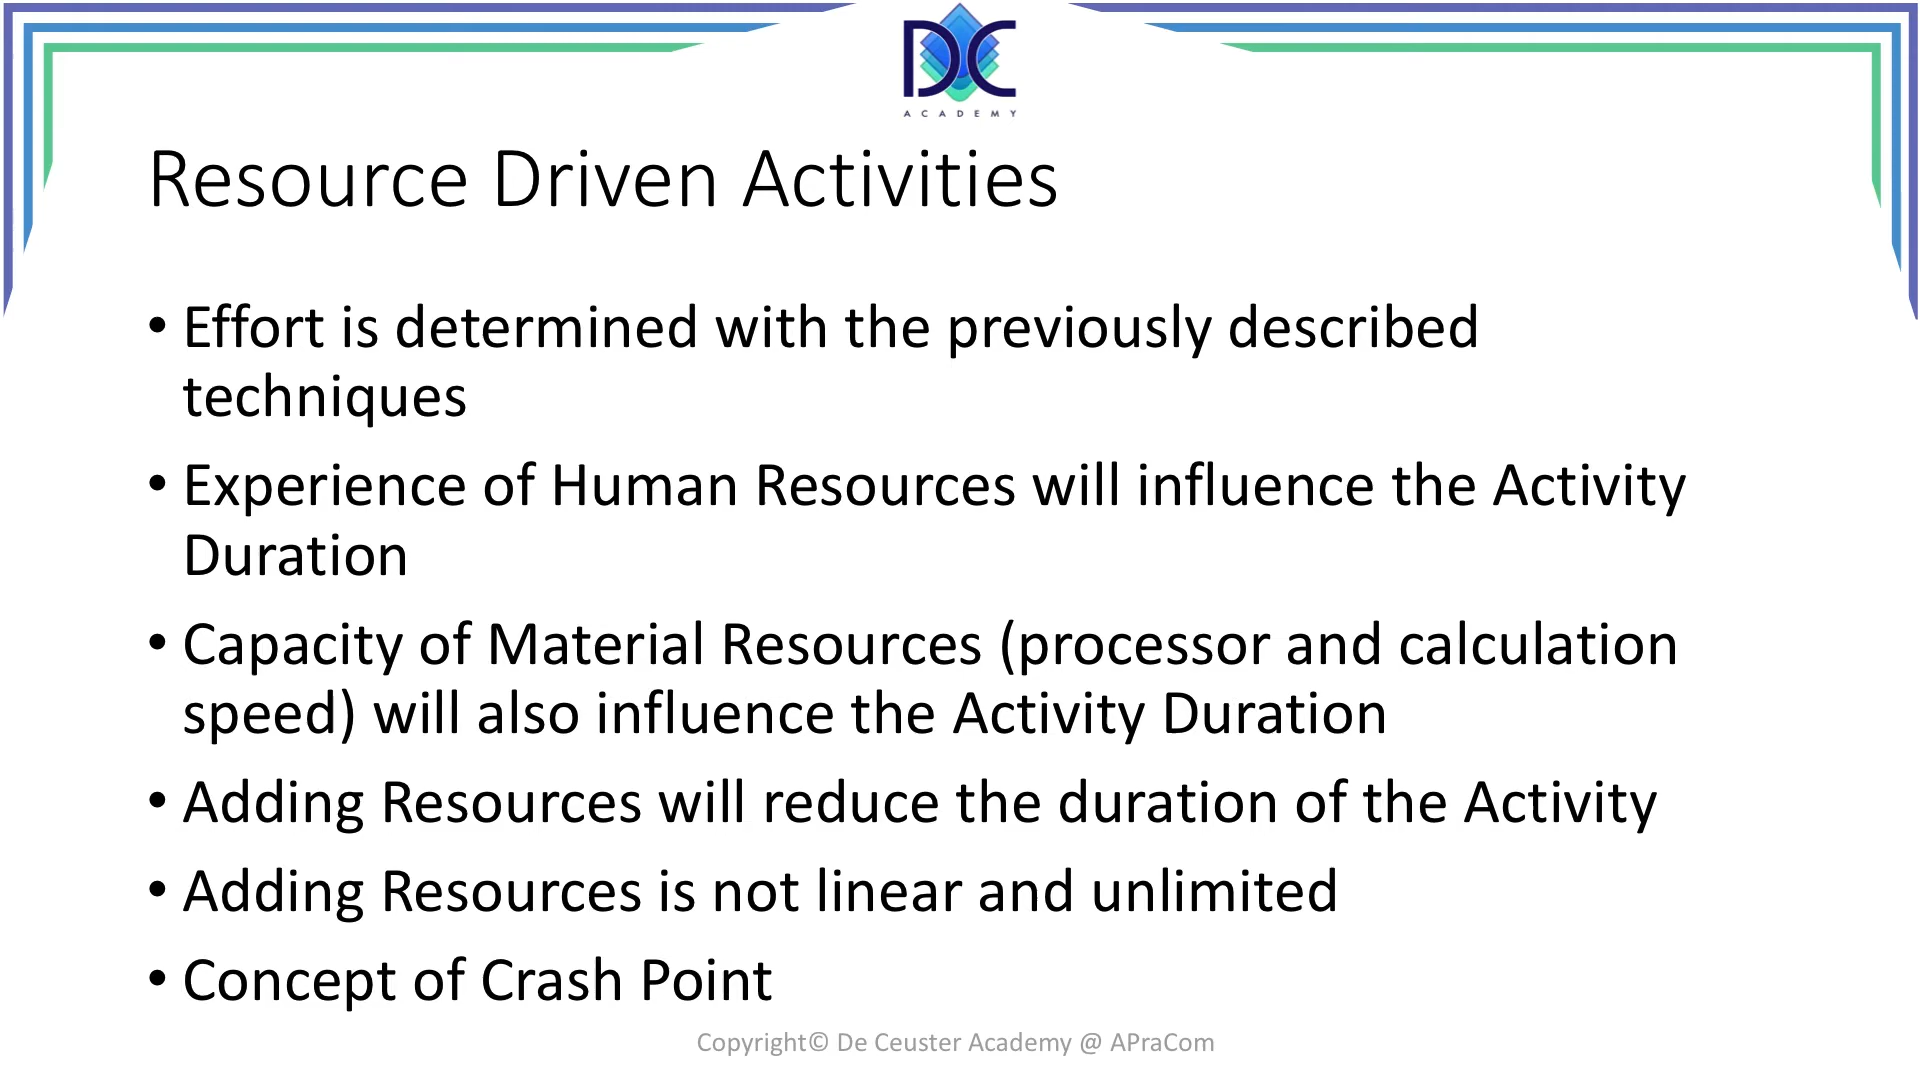 DC
ACADEMY
Resource Driven Activities
• Effort is determined with the previously described
techniques
• Experience of Human Resources will influence the Activity
Duration
• Capacity of Material Resources (processor and calculation
speed) will also influence the Activity Duration
• Adding Resources will reduce the duration of the Activity
• Adding Resources is not linear and unlimited
• Concept of Crash Point
Copyright© De Ceuster Academy @ APraCom